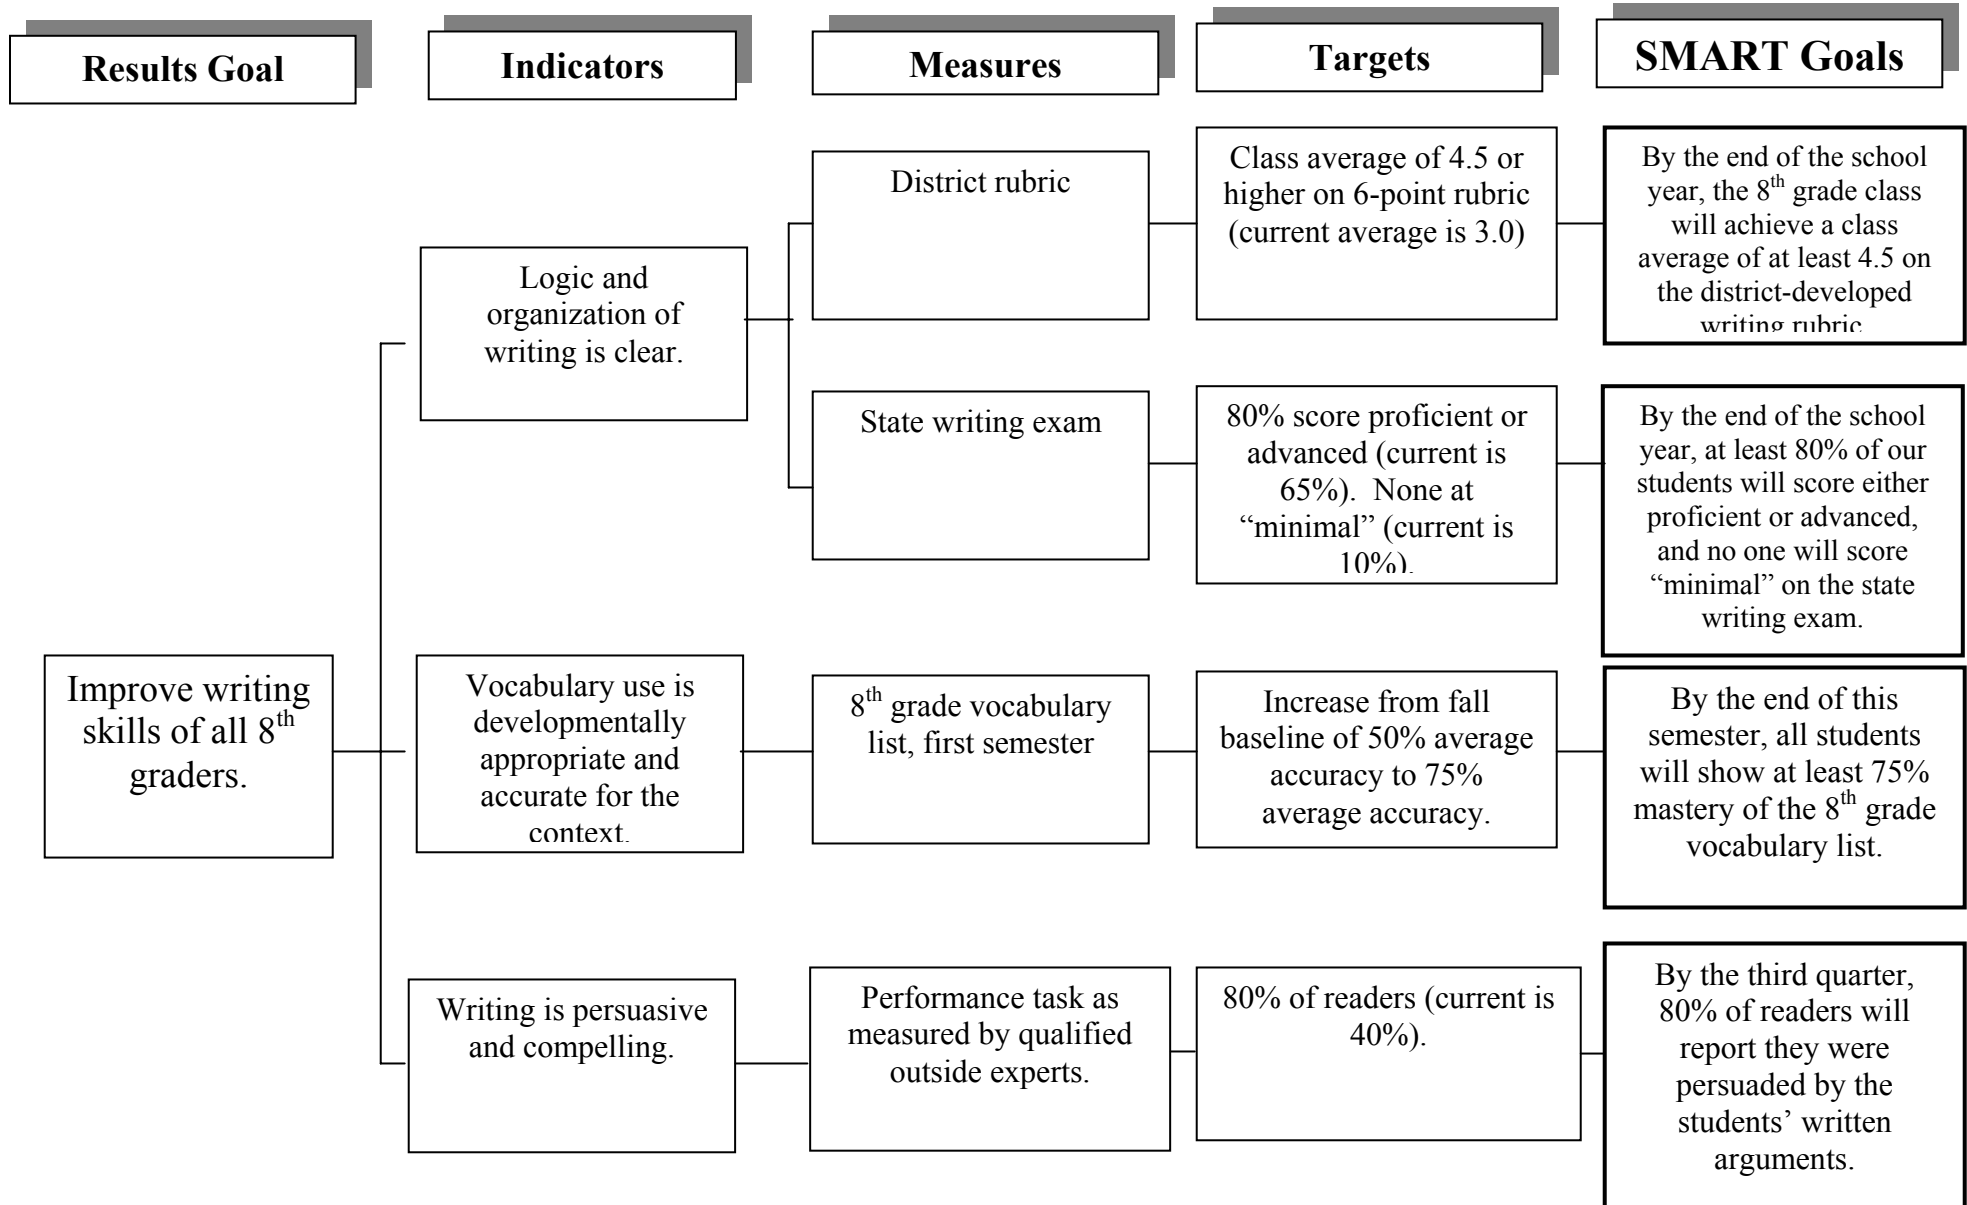 Results Goal
Indicators
Measures
Targets
SMART Goals
Improve writing
skills of all 8th
graders.
Logic and
organization of
writing is clear.
District rubric
Class average of 4.5 or
higher on 6-point rubric
(current average is 3.0)
By the end of the school
year, the 8th grade class
will achieve a class
average of at least 4.5 on
the district-developed
writing rubric
State writing exam
80% score proficient or
advanced (current is
65%). None at
“minimal” (current is
10%).
By the end of the school
year, at least 80% of our
students will score either
proficient or advanced,
and no one will score
“minimal” on the state
writing exam.
Vocabulary use is
developmentally
appropriate and
accurate for the
context.
8th grade vocabulary
list, first semester
Increase from fall
baseline of 50% average
accuracy to 75%
average accuracy.
By the end of this
semester, all students
will show at least 75%
mastery of the 8th grade
vocabulary list.
Writing is persuasive
and compelling.
Performance task as
measured by qualified
outside experts.
80% of readers (current is
40%).
By the third quarter,
80% of readers will
report they were
persuaded by the
students’ written
arguments.